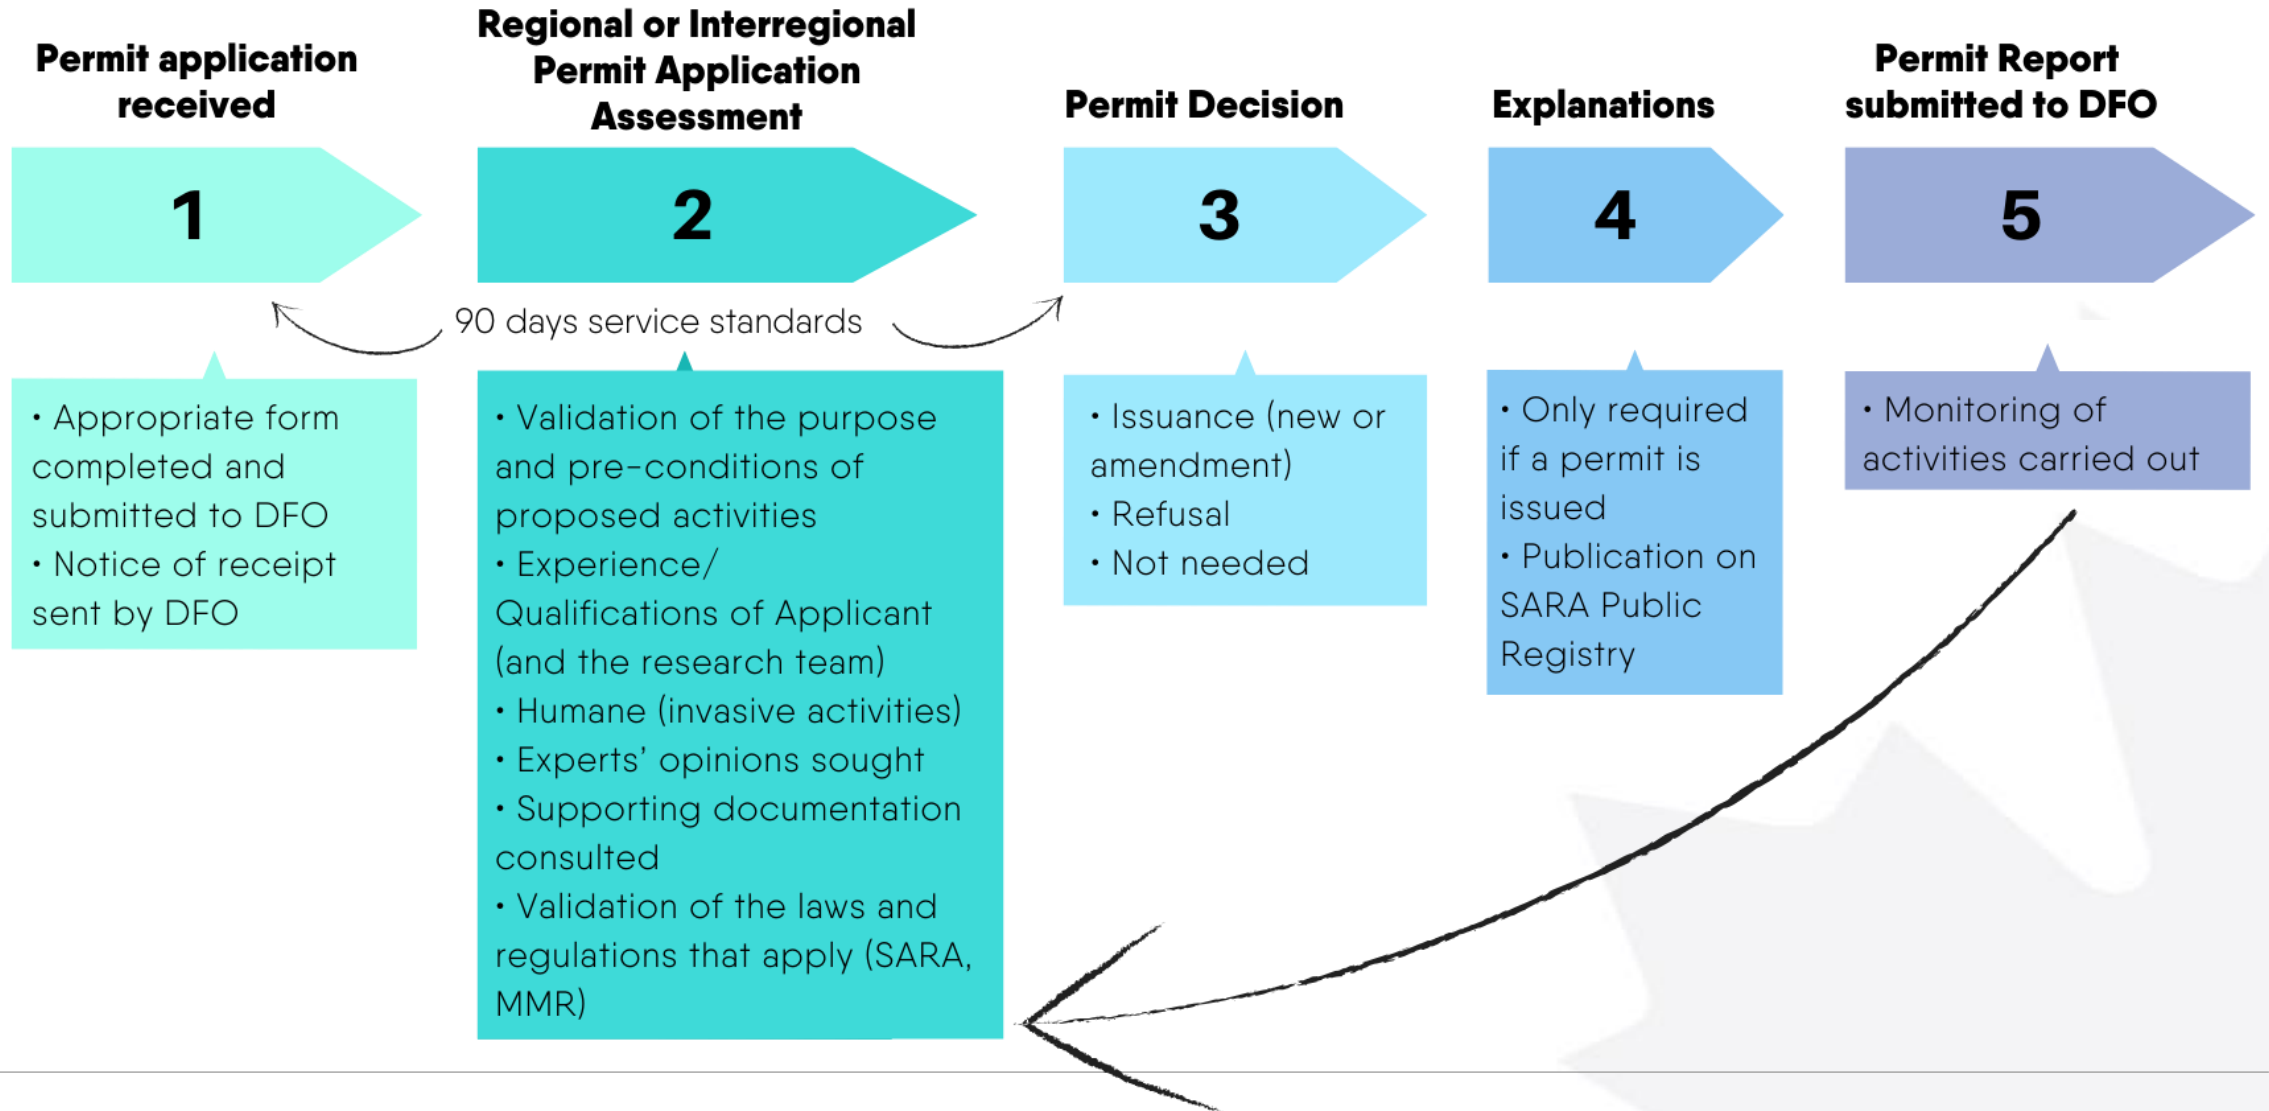 Permit application
received
1
• Appropriate form
completed and
submitted to DFO
• Notice of receipt
sent by DFO
Regional or Interregional
Permit Application
Assessment
2
90 days service standards
• Validation of the purpose
and pre-conditions of
proposed activities
• Experience/
Qualifications of Applicant
(and the research team)
• Humane (invasive activities)
• Experts’ opinions sought
• Supporting documentation
consulted
• Validation of the laws and
regulations that apply (SARA,
MMR)
Permit Decision
3
• Issuance (new or
amendment)
• Refusal
• Not needed
Explanations
4
• Only required
if a permit is
issued
• Publication on
SARA Public
Registry
Permit Report
submitted to DFO
5
• Monitoring of
activities carried out